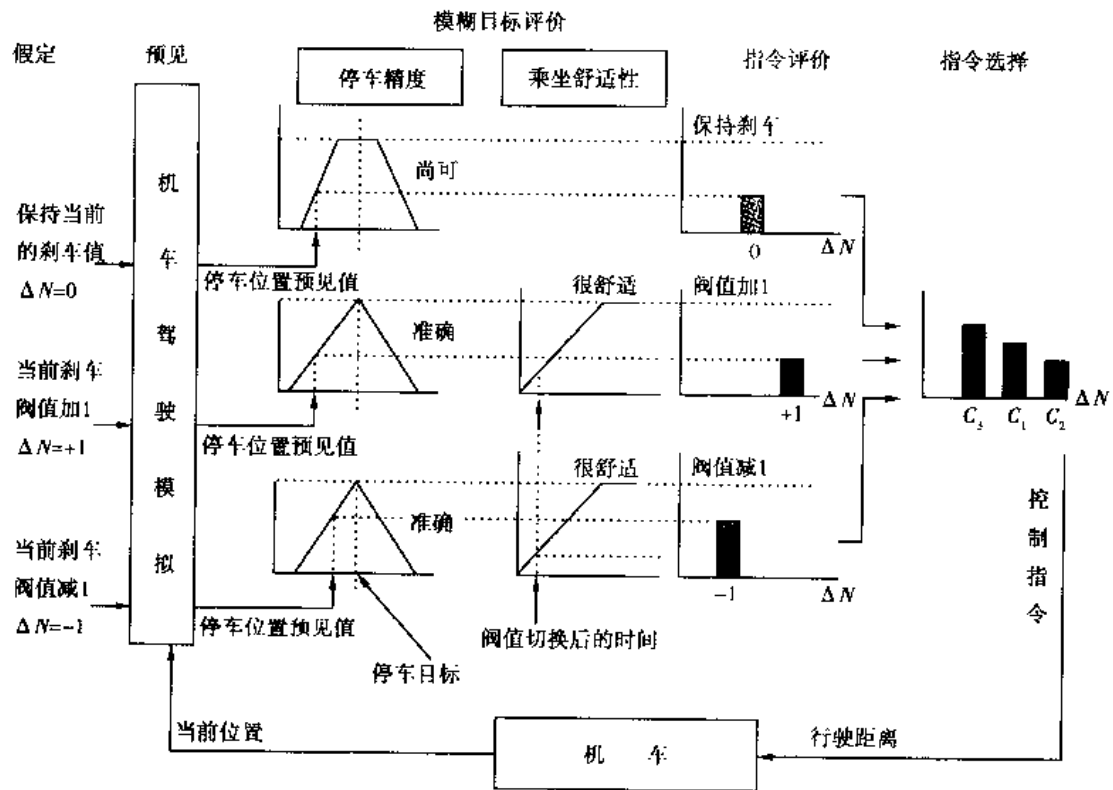 模糊目标评价
假定
预见
停车精度
乘坐舒适性
指令评价
指令选择
机车驾驶模拟
保持当前
的刹车值
ΔN=0
停车位置预见值
尚可
保持刹车
0
ΔN
当前刹车
阀值加1
ΔN=+1
停车位置预见值
准确
很舒适
阀值加1
+1
ΔN
C₃ C₁ C₂
ΔN
当前刹车
阀值减1
ΔN=-1
停车位置预见值
准确
很舒适
阀值减1
-1
ΔN
停车目标
阀值切换后的时间
控制指令
当前位置
机 车
行驶距离